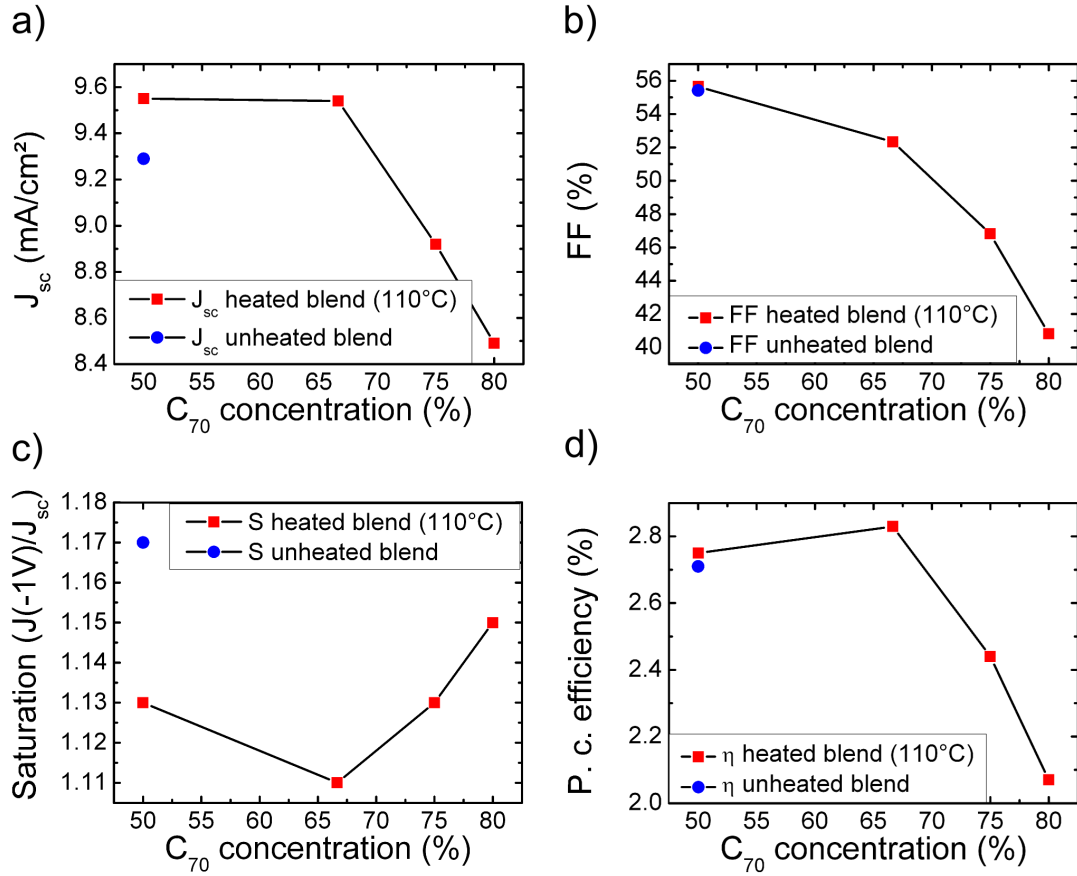 a)
J_sc (mA/cm²)
9.6
9.4
9.2
9.0
8.8
8.6
8.4
J_sc heated blend (110°C)
J_sc unheated blend
50 55 60 65 70 75 80
C₇₀ concentration (%)
b)
FF (%)
56
54
52
50
48
46
44
42
40
FF heated blend (110°C)
FF unheated blend
50 55 60 65 70 75 80
C₇₀ concentration (%)
c)
Saturation (J(-1V)/J_sc)
1.18
1.17
1.16
1.15
1.14
1.13
1.12
1.11
S heated blend (110°C)
S unheated blend
50 55 60 65 70 75 80
C₇₀ concentration (%)
d)
P. c. efficiency (%)
2.8
2.6
2.4
2.2
2.0
η heated blend (110°C)
η unheated blend
50 55 60 65 70 75 80
C₇₀ concentration (%)